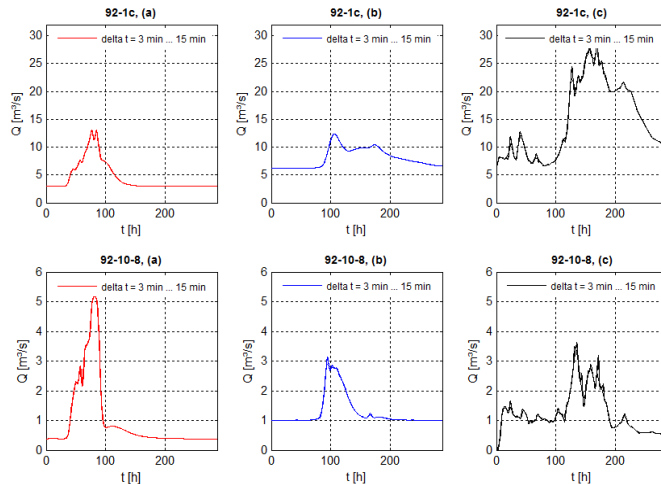 92-1c, (a)
92-1c, (b)
92-1c, (c)
30
25
20
15
10
5
0
Q [m³/s]
delta t = 3 min ... 15 min
0 100 200
t [h]
30
25
20
15
10
5
0
Q [m³/s]
delta t = 3 min ... 15 min
0 100 200
t [h]
30
25
20
15
10
5
0
Q [m³/s]
delta t = 3 min ... 15 min
0 100 200
t [h]
92-10-8, (a)
92-10-8, (b)
92-10-8, (c)
6
5
4
3
2
1
0
Q [m³/s]
delta t = 3 min ... 15 min
0 100 200
t [h]
6
5
4
3
2
1
0
Q [m³/s]
delta t = 3 min ... 15 min
0 100 200
t [h]
6
5
4
3
2
1
0
Q [m³/s]
delta t = 3 min ... 15 min
0 100 200
t [h]